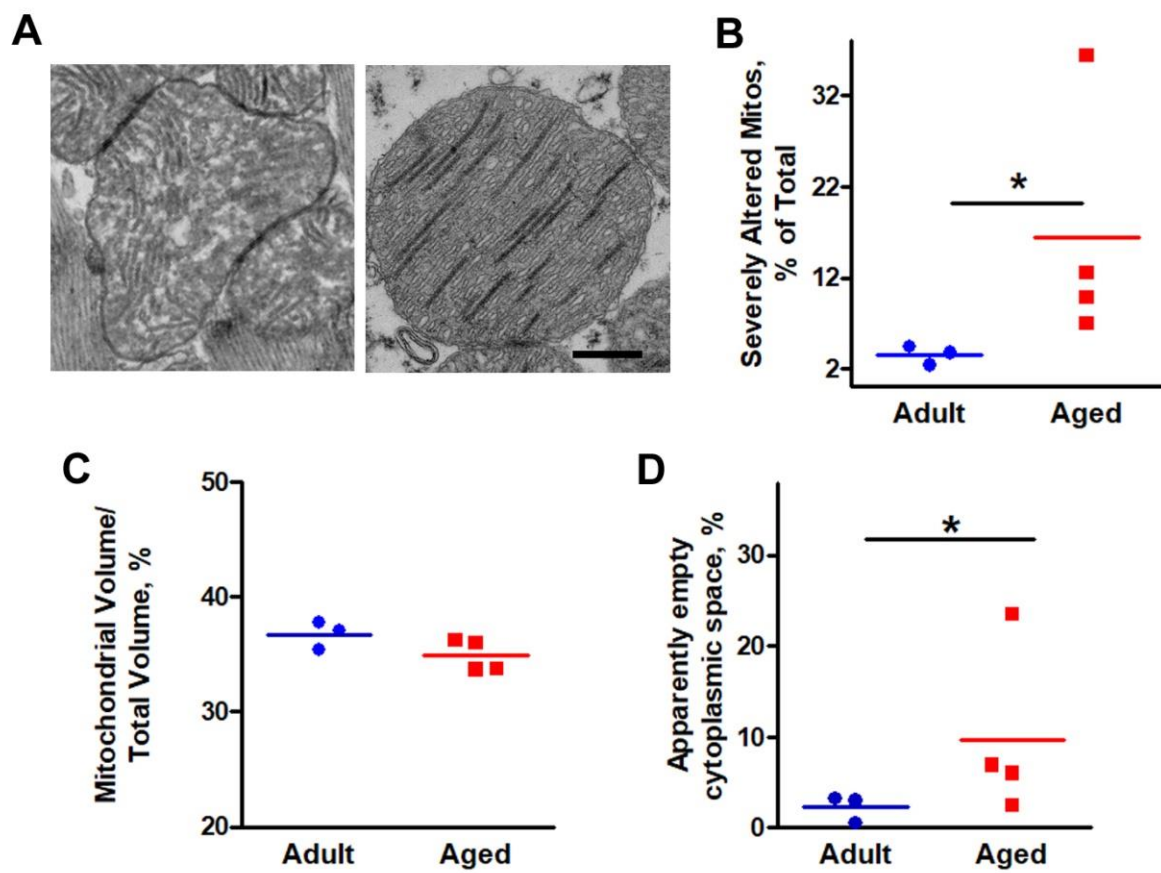 A
B
Severely Altered Mitos,
% of Total
32
22
12
2
*
Adult
Aged
C
Mitochondrial Volume/
Total Volume, %
50
40
30
20
Adult
Aged
D
Apparently empty
cytoplasmic space, %
30
20
10
0
*
Adult
Aged